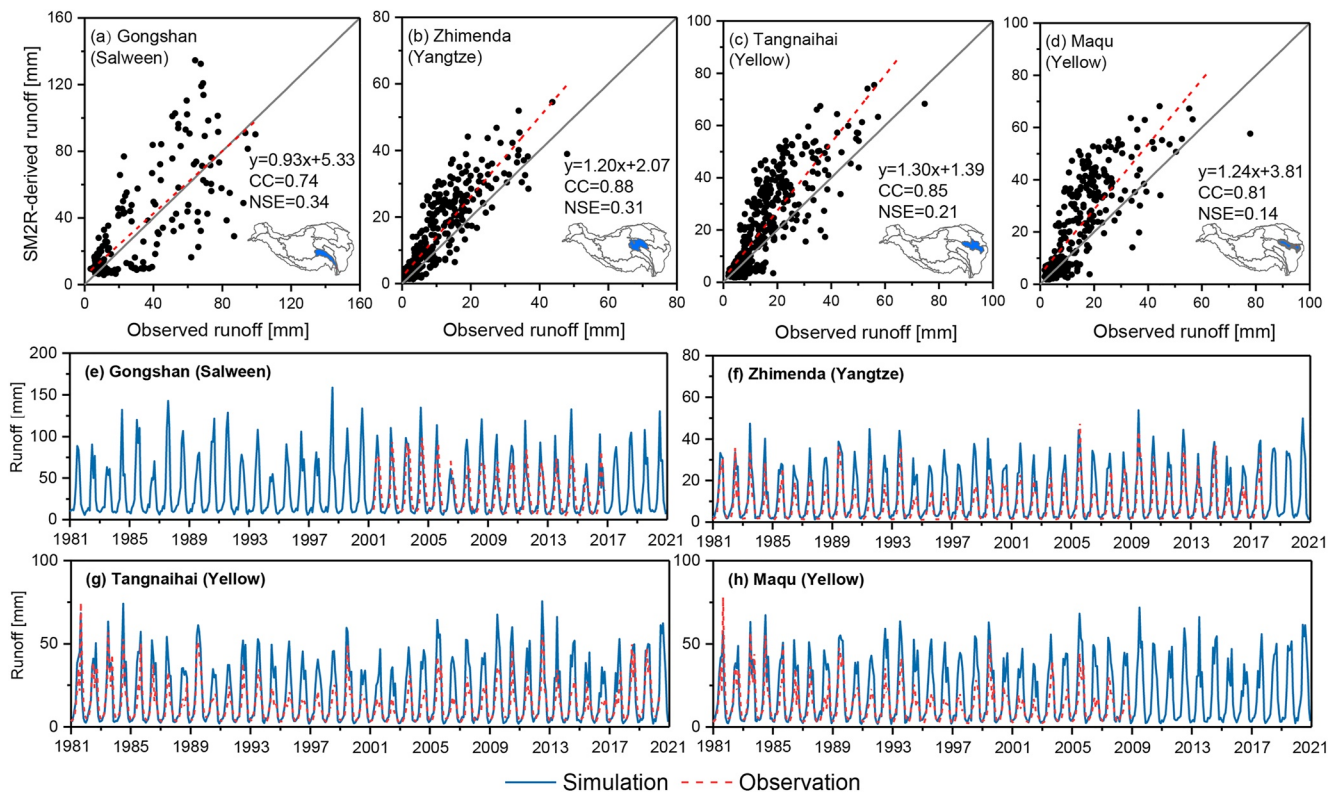 (a) Gongshan
(Salween)
y=0.93x+5.33
CC=0.74
NSE=0.34
160
120
80
40
0
0 40 80 120 160
SM2R-derived runoff [mm]
Observed runoff [mm]
(b) Zhimenda
(Yangtze)
y=1.20x+2.07
CC=0.88
NSE=0.31
80
60
40
20
0
0 20 40 60 80
Observed runoff [mm]
(c) Tangnaihai
(Yellow)
y=1.30x+1.39
CC=0.85
NSE=0.21
100
80
60
40
20
0
0 20 40 60 80 100
Observed runoff [mm]
(d) Maqu
(Yellow)
y=1.24x+3.81
CC=0.81
NSE=0.14
100
80
60
40
20
0
0 20 40 60 80 100
Observed runoff [mm]
(e) Gongshan (Salween)
200
150
100
50
0
Runoff [mm]
1981 1985 1989 1993 1997 2001 2005 2009 2013 2017 2021
(f) Zhimenda (Yangtze)
80
60
40
20
0
1981 1985 1989 1993 1997 2001 2005 2009 2013 2017 2021
(g) Tangnaihai (Yellow)
100
50
0
Runoff [mm]
1981 1985 1989 1993 1997 2001 2005 2009 2013 2017 2021
(h) Maqu (Yellow)
100
50
0
1981 1985 1989 1993 1997 2001 2005 2009 2013 2017 2021
Simulation Observation